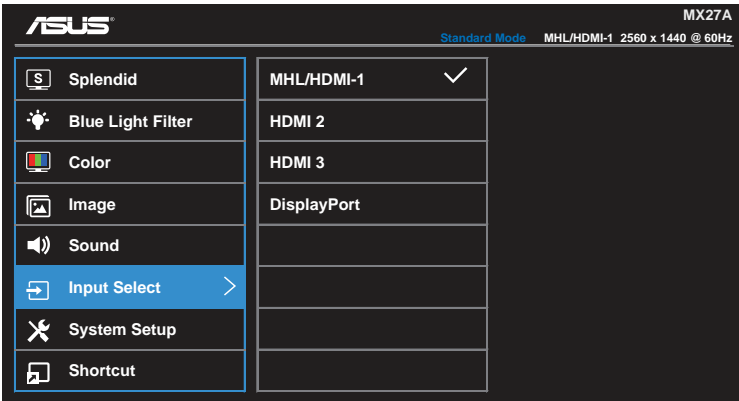 ASUS
MX27A
Standard Mode MHL/HDMI-1 2560 x 1440 @ 60Hz
S Splendid
Blue Light Filter
Color
Image
Sound
Input Select
System Setup
Shortcut
MHL/HDMI-1
HDMI 2
HDMI 3
DisplayPort